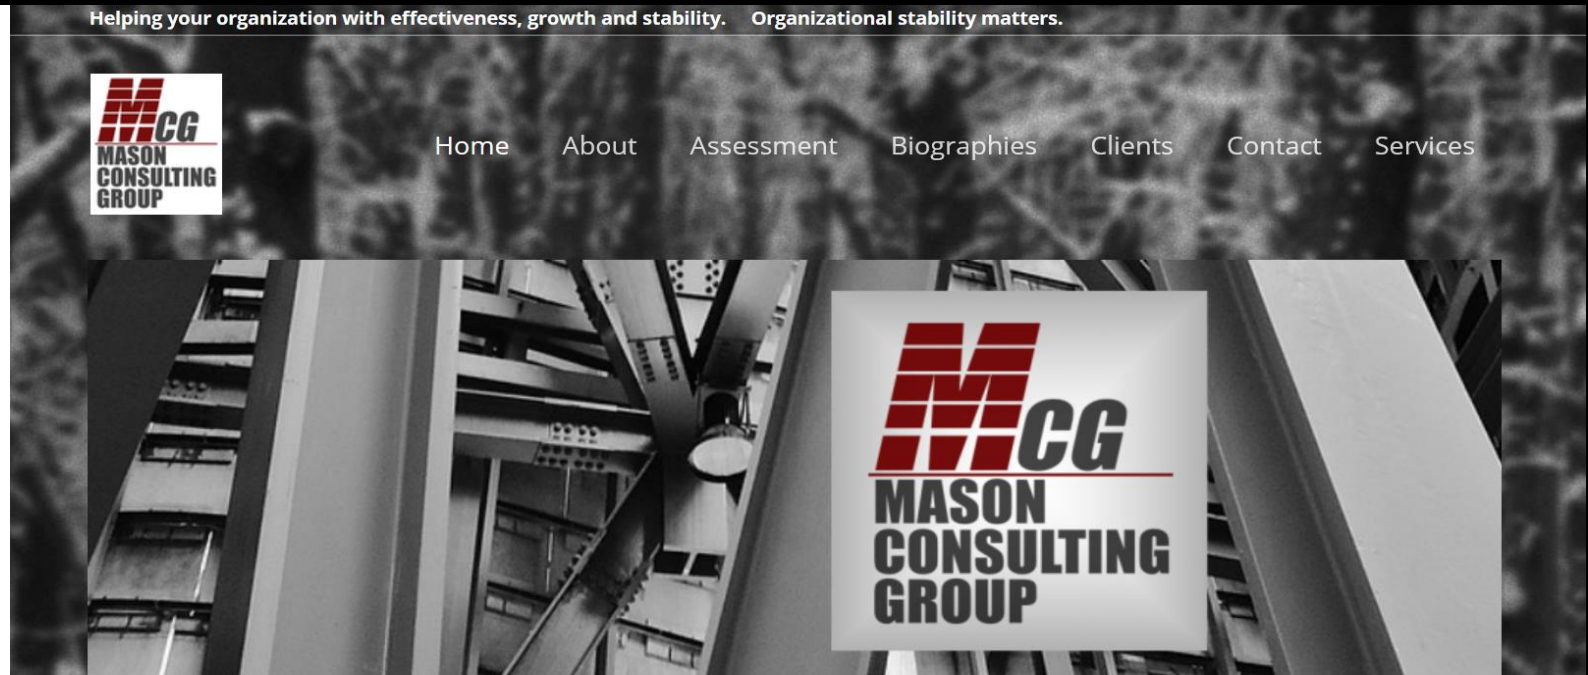 Helping your organization with effectiveness, growth and stability. Organizational stability matters.
MCG
MASON
CONSULTING
GROUP
Home About Assessment Biographies Clients Contact Services
MCG
MASON
CONSULTING
GROUP